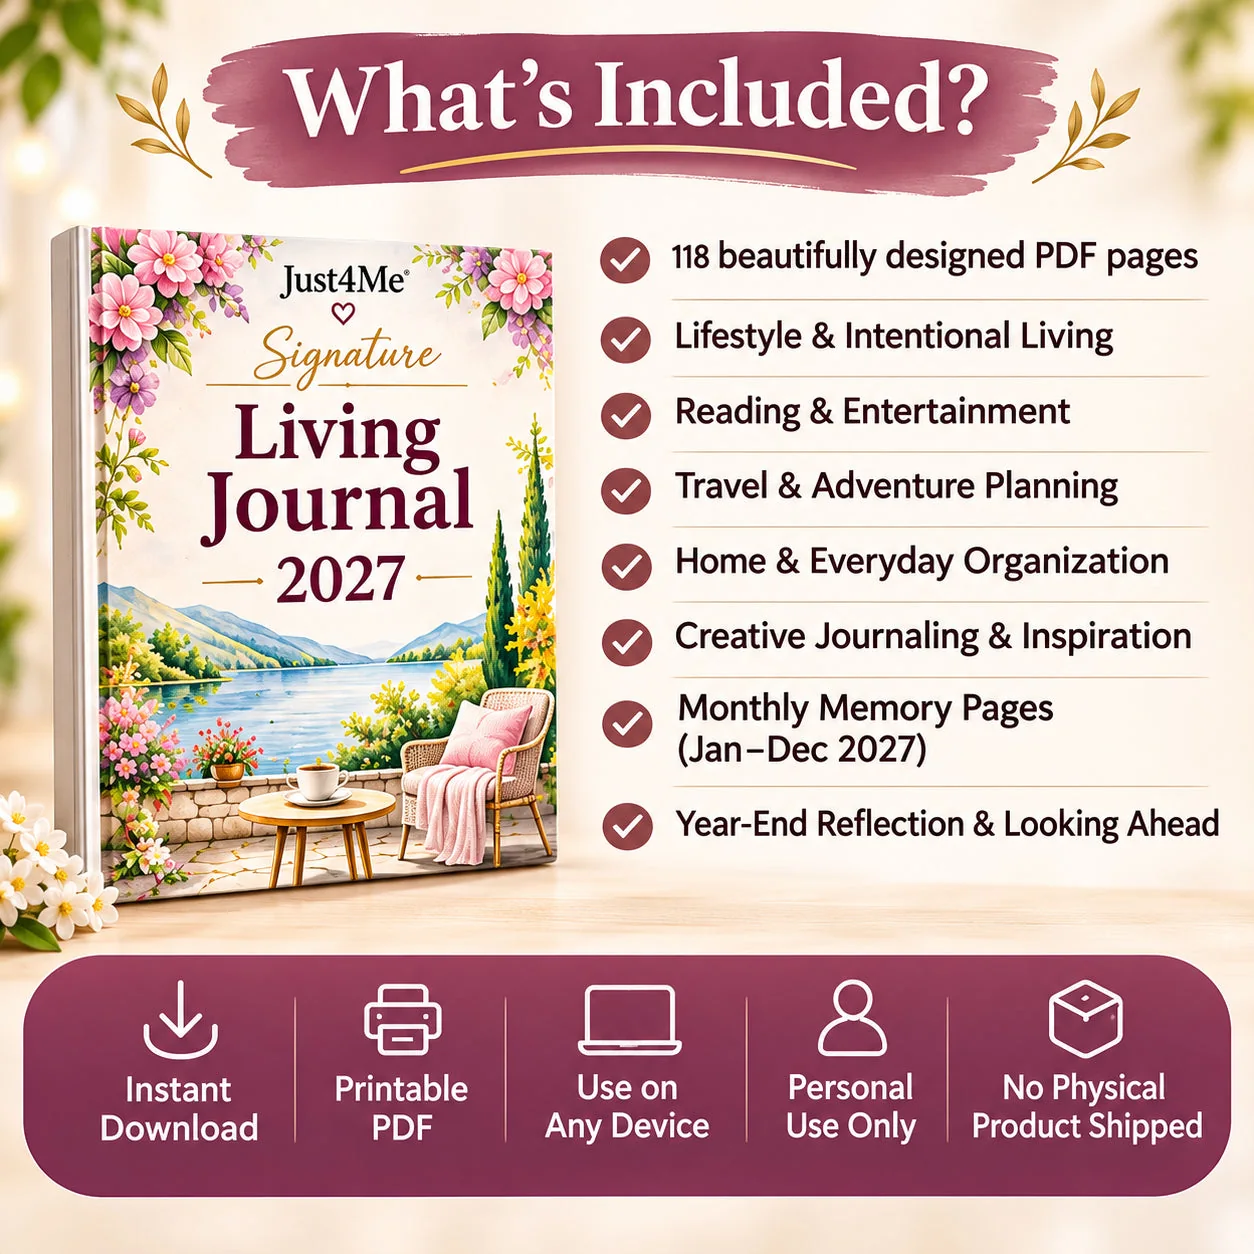 What's Included?
Just4Me®
Signature
Living
Journal
2027
118 beautifully designed PDF pages
Lifestyle & Intentional Living
Reading & Entertainment
Travel & Adventure Planning
Home & Everyday Organization
Creative Journaling & Inspiration
Monthly Memory Pages
(Jan–Dec 2027)
Year-End Reflection & Looking Ahead
Instant
Download
Printable
PDF
Use on
Any Device
Personal
Use Only
No Physical
Product Shipped